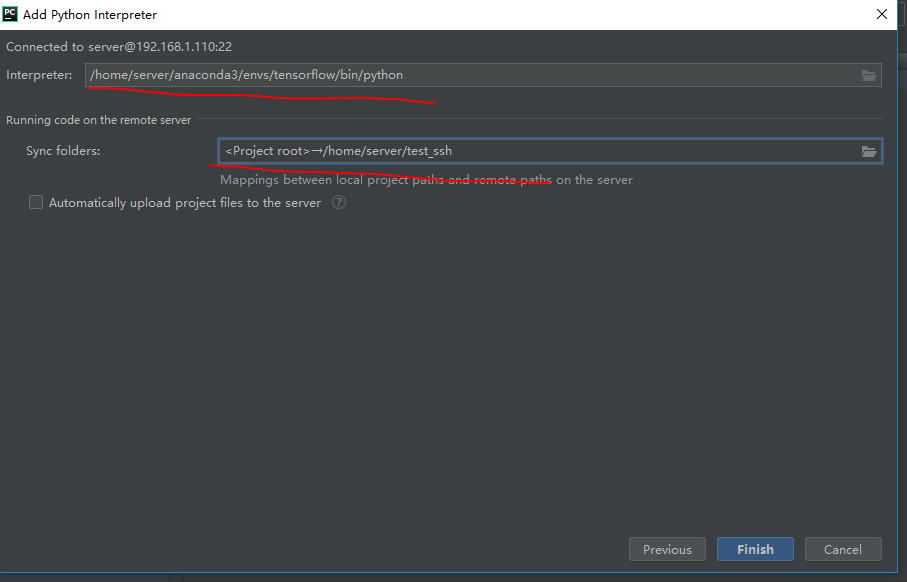 PC Add Python Interpreter
Connected to server@192.168.1.110:22
Interpreter: /home/server/anaconda3/envs/tensorflow/bin/python
Running code on the remote server
Sync folders: <Project root>→/home/server/test_ssh
Mappings between local project paths and remote paths on the server
Automatically upload project files to the server ?
Previous Finish Cancel